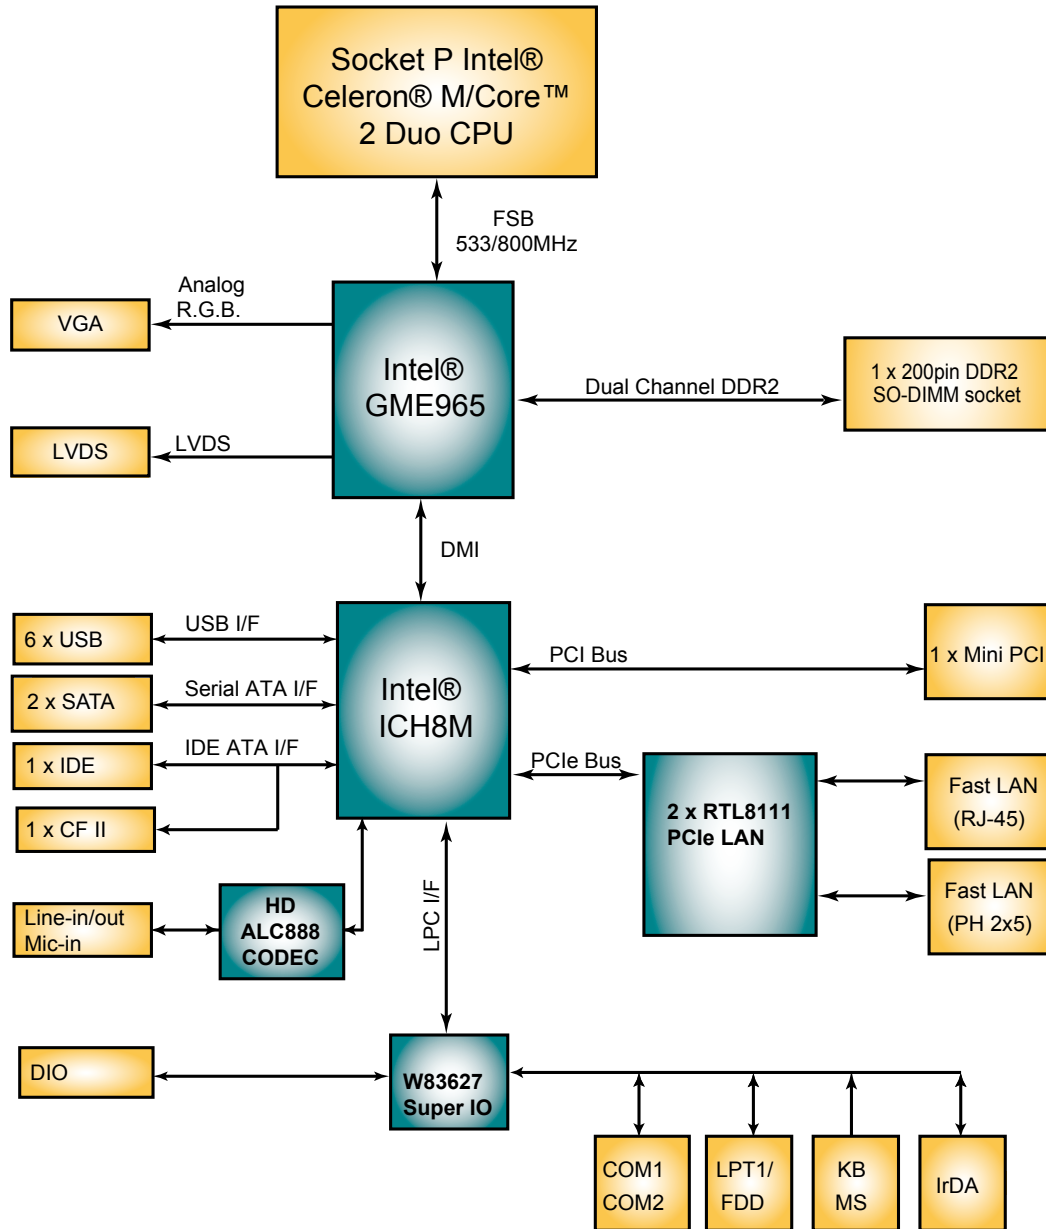 Socket P Intel®
Celeron® M/Core™
2 Duo CPU
FSB
533/800MHz
Analog
R.G.B.
VGA
Intel®
GME965
Dual Channel DDR2
1 x 200pin DDR2
SO-DIMM socket
LVDS
LVDS
DMI
6 x USB
USB I/F
Intel®
ICH8M
PCI Bus
1 x Mini PCI
2 x SATA
Serial ATA I/F
1 x IDE
IDE ATA I/F
PCIe Bus
2 x RTL8111
PCIe LAN
Fast LAN
(RJ-45)
1 x CF II
Fast LAN
(PH 2x5)
Line-in/out
Mic-in
HD
ALC888
CODEC
LPC I/F
DIO
W83627
Super IO
COM1
COM2
LPT1/
FDD
KB
MS
IrDA